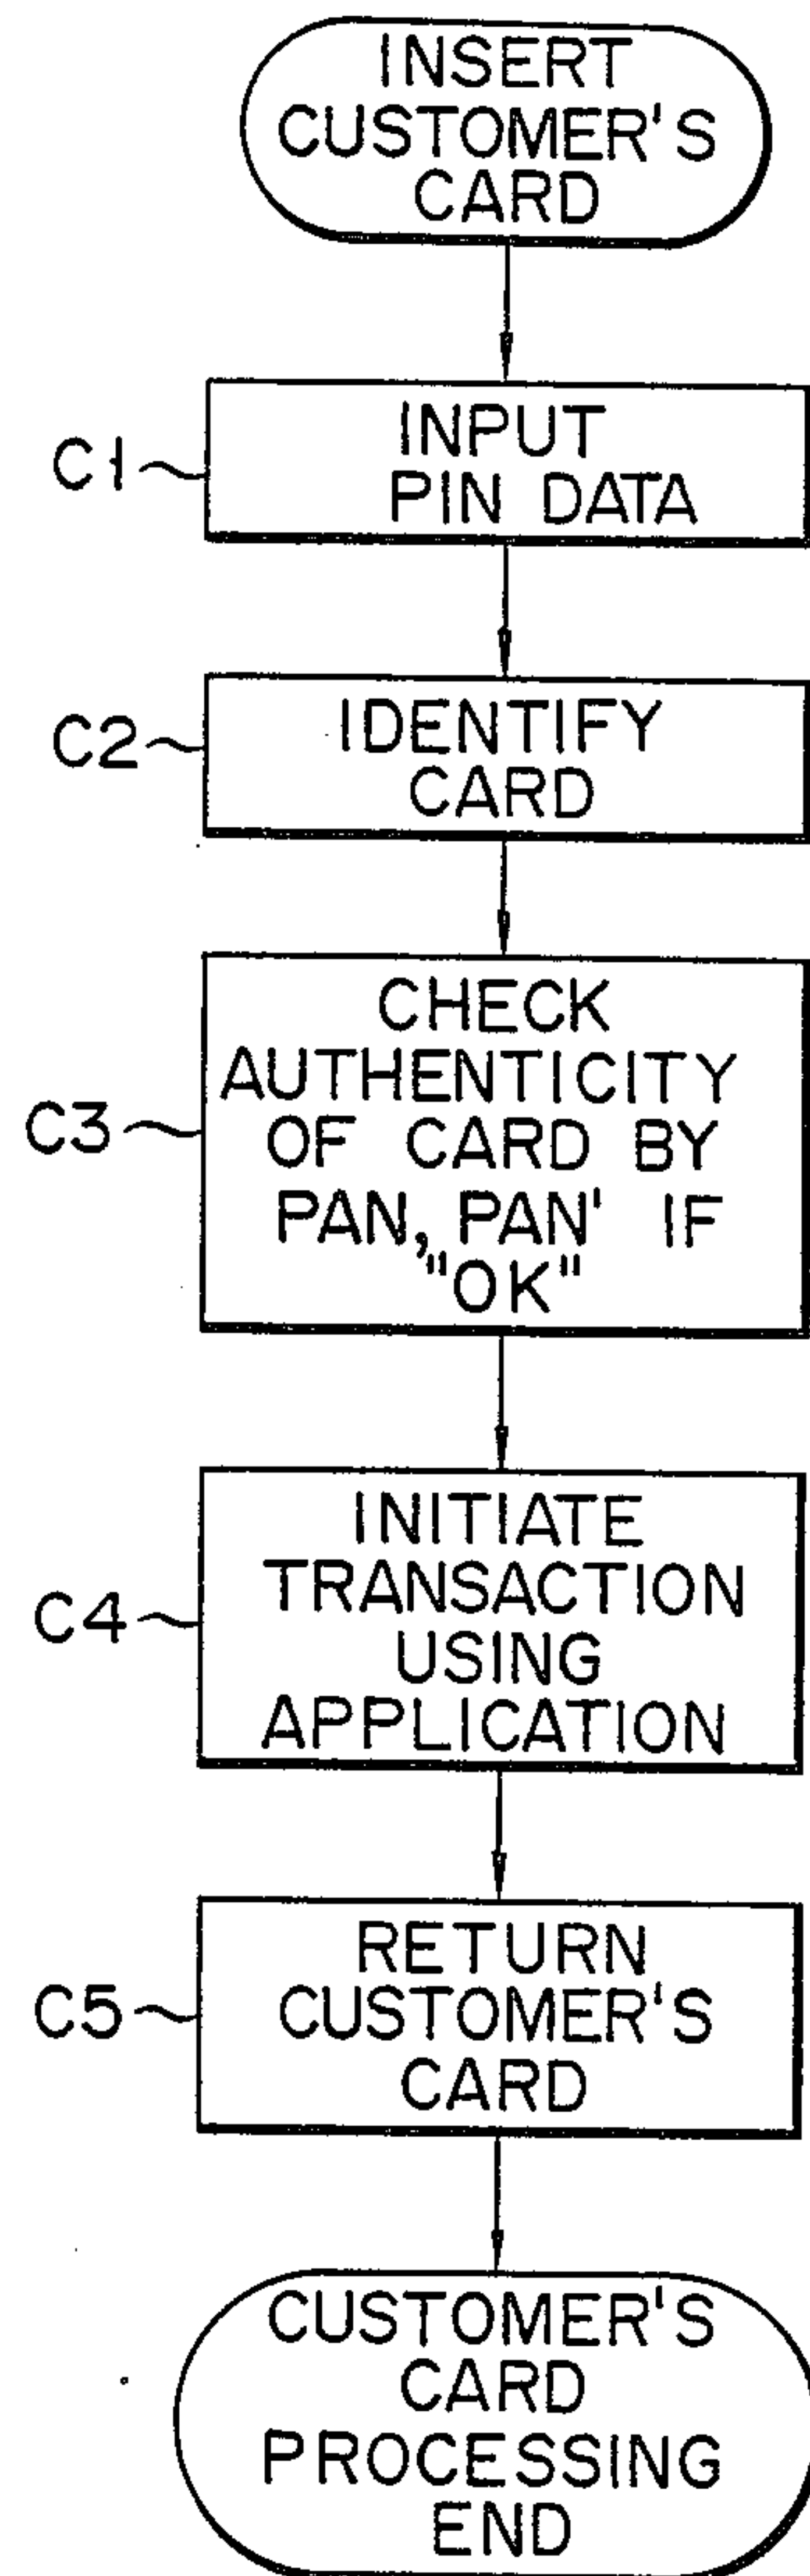 INSERT
CUSTOMER'S
CARD
C1
INPUT
PIN DATA
C2
IDENTIFY
CARD
C3
CHECK
AUTHENTICITY
OF CARD BY
PAN, PAN' IF
"OK"
C4
INITIATE
TRANSACTION
USING
APPLICATION
C5
RETURN
CUSTOMER'S
CARD
CUSTOMER'S
CARD
PROCESSING
END